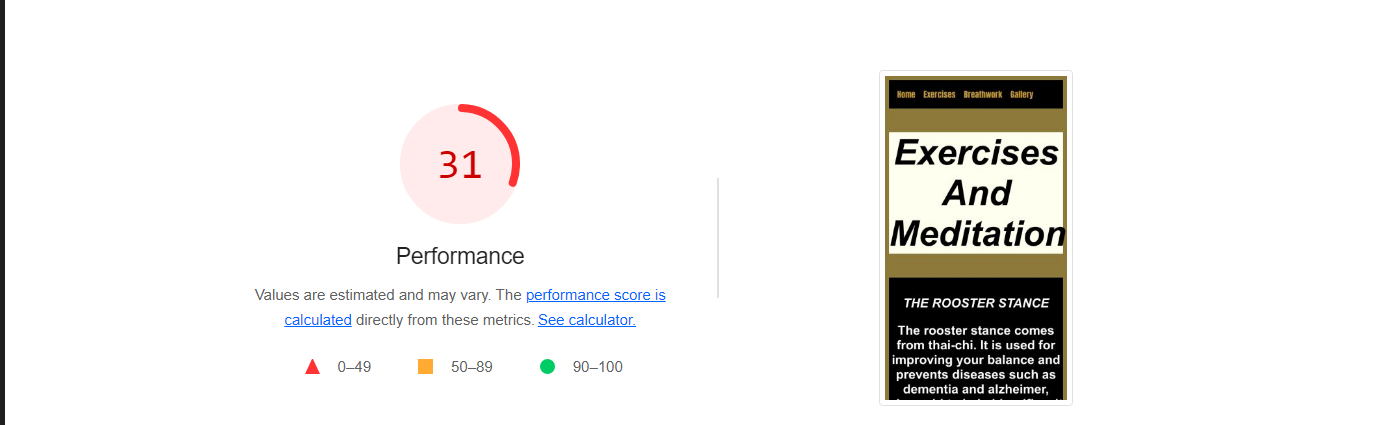 31
Performance
Values are estimated and may vary. The performance score is
calculated directly from these metrics. See calculator.
0–49
50–89
90–100
Home Exercises Breathwork Gallery
Exercises
And
Meditation
THE ROOSTER STANCE
The rooster stance comes
from thai-chi. It is used for
improving your balance and
prevents diseases such as
dementia and alzheimer,